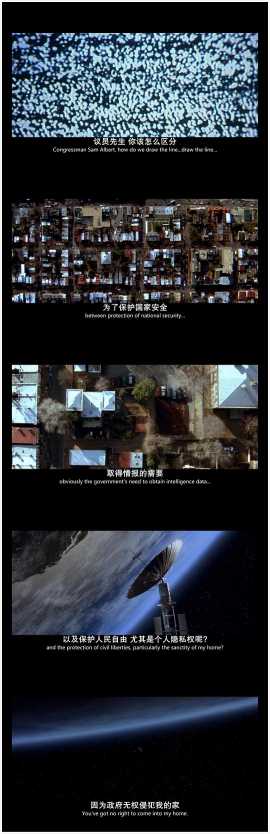 议员先生 你该怎么区分
Congressman Sam Albert, how do we draw the line...draw the line...
为了保护国家安全
between protection of national security...
取得情报的需要
obviously the government's need to obtain intelligence data...
以及保护人民自由 尤其是个人隐私权呢?
and the protection of civil liberties, particularly the sanctity of my home?
因为政府无权侵犯我的家
You've got no right to come into my home.